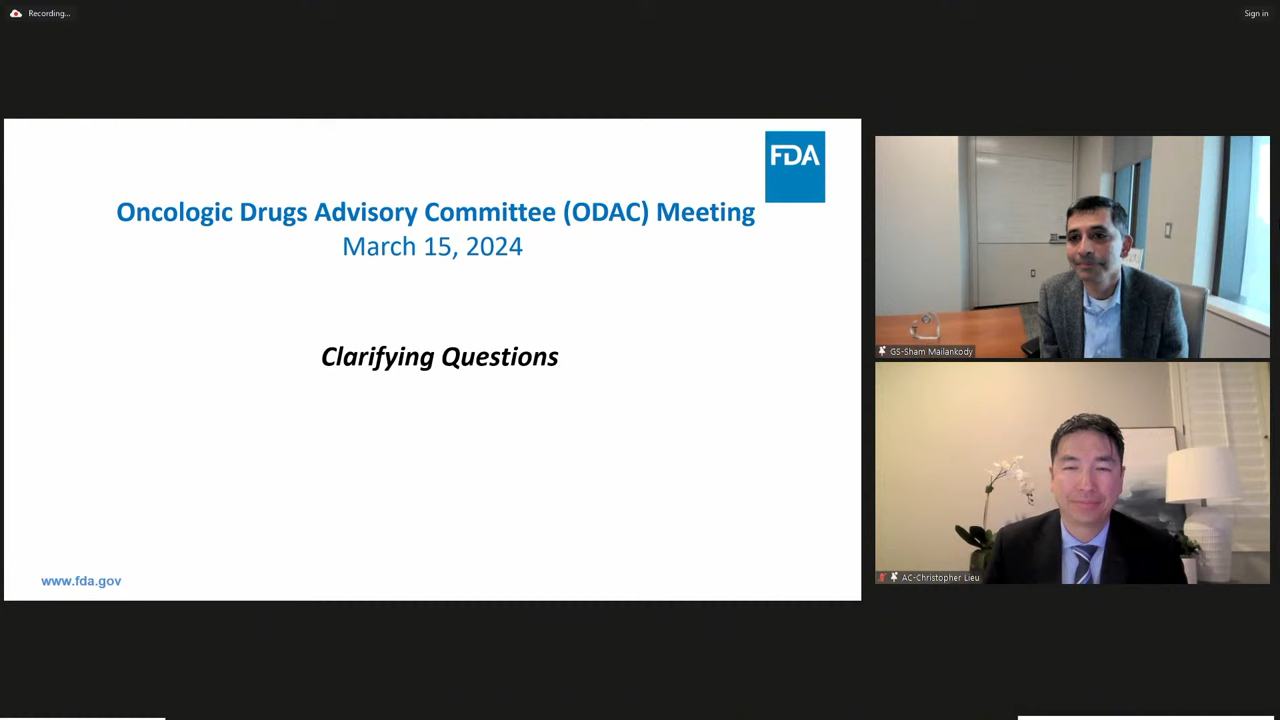 Recording...
Sign in
FDA
Oncologic Drugs Advisory Committee (ODAC) Meeting
March 15, 2024
Clarifying Questions
www.fda.gov
GS-Sham Mailankody
AC-Christopher Lieu